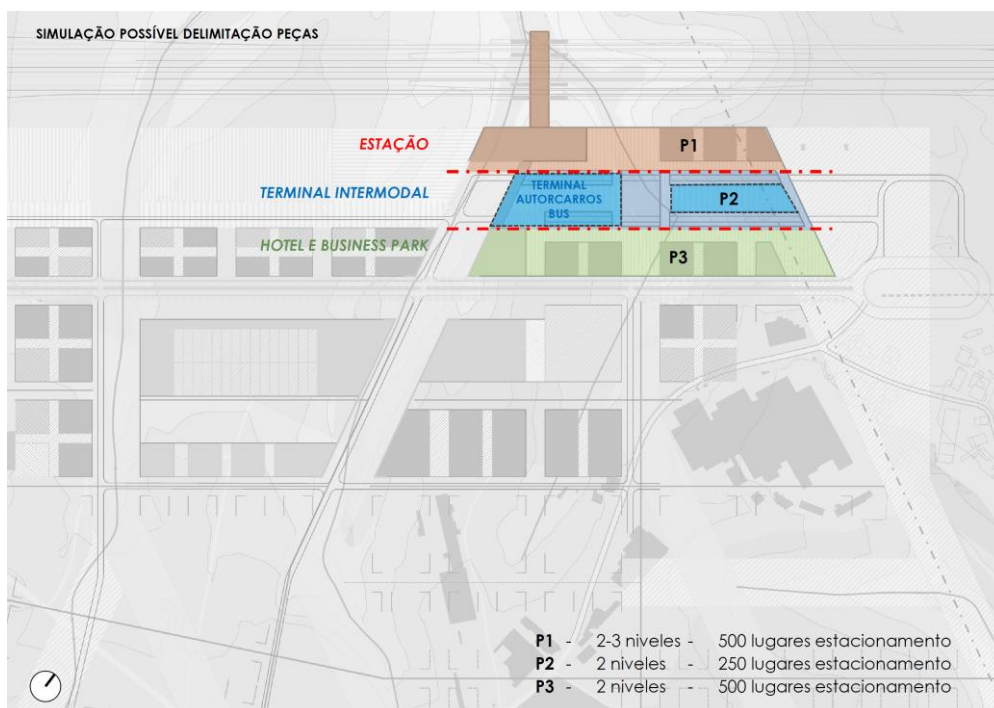 SIMULAÇÃO POSSÍVEL DELIMITAÇÃO PEÇAS
ESTAÇÃO
P1
TERMINAL INTERMODAL
TERMINAL
AUTORCARROS
BUS
P2
HOTEL E BUSINESS PARK
P3
P1 - 2-3 niveles - 500 lugares estacionamento
P2 - 2 niveles - 250 lugares estacionamento
P3 - 2 niveles - 500 lugares estacionamento